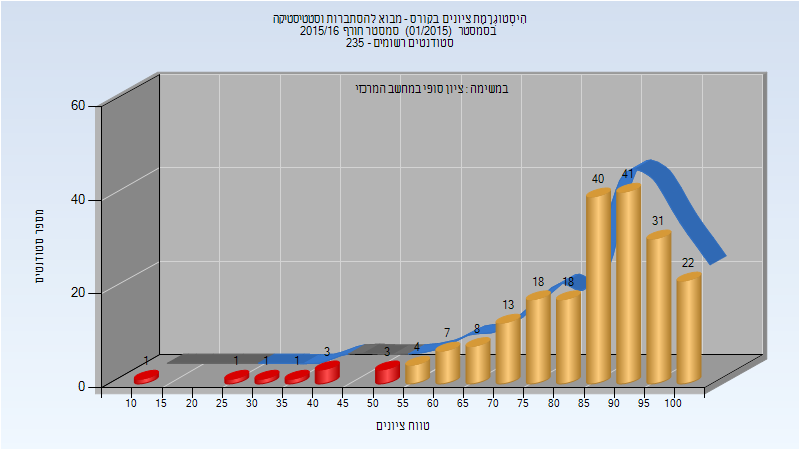 היסטוגרמת ציונים בקורס - מבוא להסתברות וסטטיסטיקה
בסמסטר (01/2015) סמסטר חורף 2015/16
סטודנטים רשומים - 235
במשימה : ציון סופי במחשב המרכזי
מספר סטודנטים
60
40
20
0
1 1 1 1 3 3 4 7 8 13 18 18 40 41 31 22
10 15 20 25 30 35 40 45 50 55 60 65 70 75 80 85 90 95 100
טווח ציונים